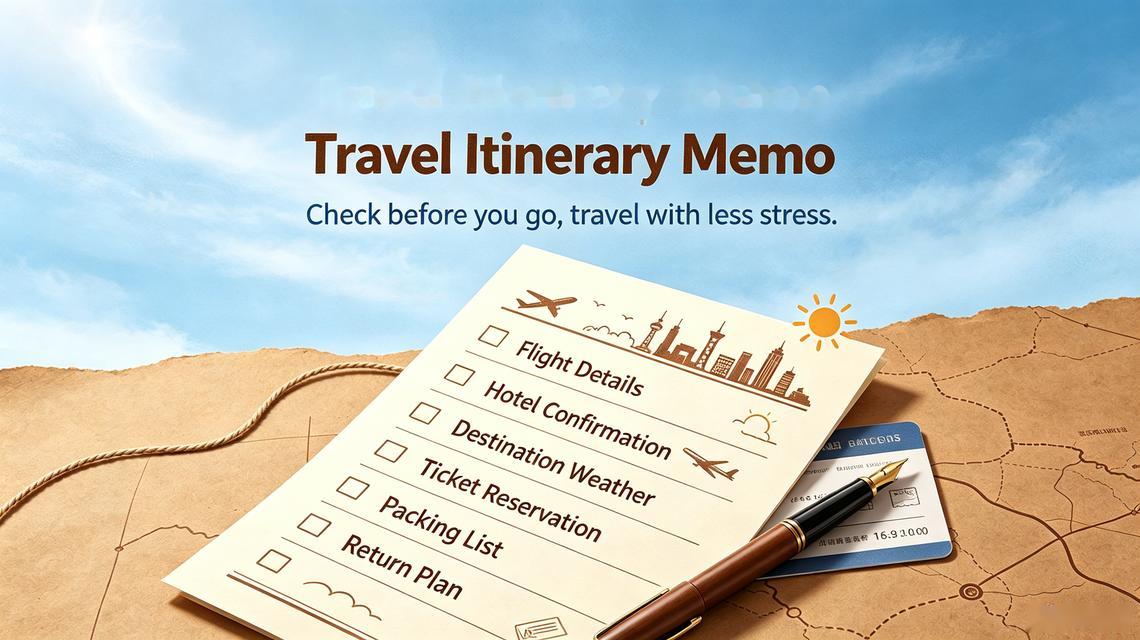 Travel Itinerary Memo
Check before you go, travel with less stress.
Flight Details
Hotel Confirmation
Destination Weather
Ticket Reservation
Packing List
Return Plan